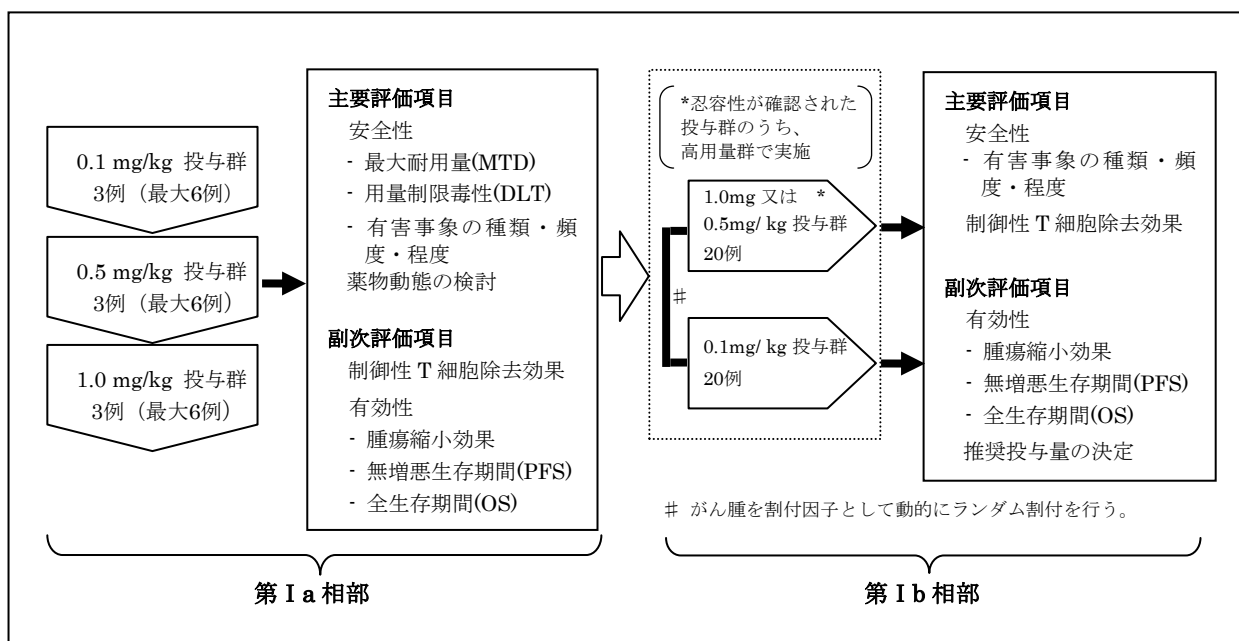 0.1 mg/kg 投与群
3例（最大6例）
0.5 mg/kg 投与群
3例（最大6例）
1.0 mg/kg 投与群
3例（最大6例）
主要評価項目
安全性
- 最大耐用量(MTD)
- 用量制限毒性(DLT)
- 有害事象の種類・頻
度・程度
薬物動態の検討
副次評価項目
制御性 T 細胞除去効果
有効性
- 腫瘍縮小効果
- 無増悪生存期間(PFS)
- 全生存期間(OS)
第Ⅰa 相部
*忍容性が確認された
投与群のうち、
高用量群で実施
1.0mg 又は *
0.5mg/ kg 投与群
20例
#
0.1mg/ kg 投与群
20例
主要評価項目
安全性
- 有害事象の種類・頻
度・程度
制御性 T 細胞除去効果
副次評価項目
有効性
- 腫瘍縮小効果
- 無増悪生存期間(PFS)
- 全生存期間(OS)
推奨投与量の決定
# がん腫を割付因子として動的にランダム割付を行う。
第Ⅰb 相部